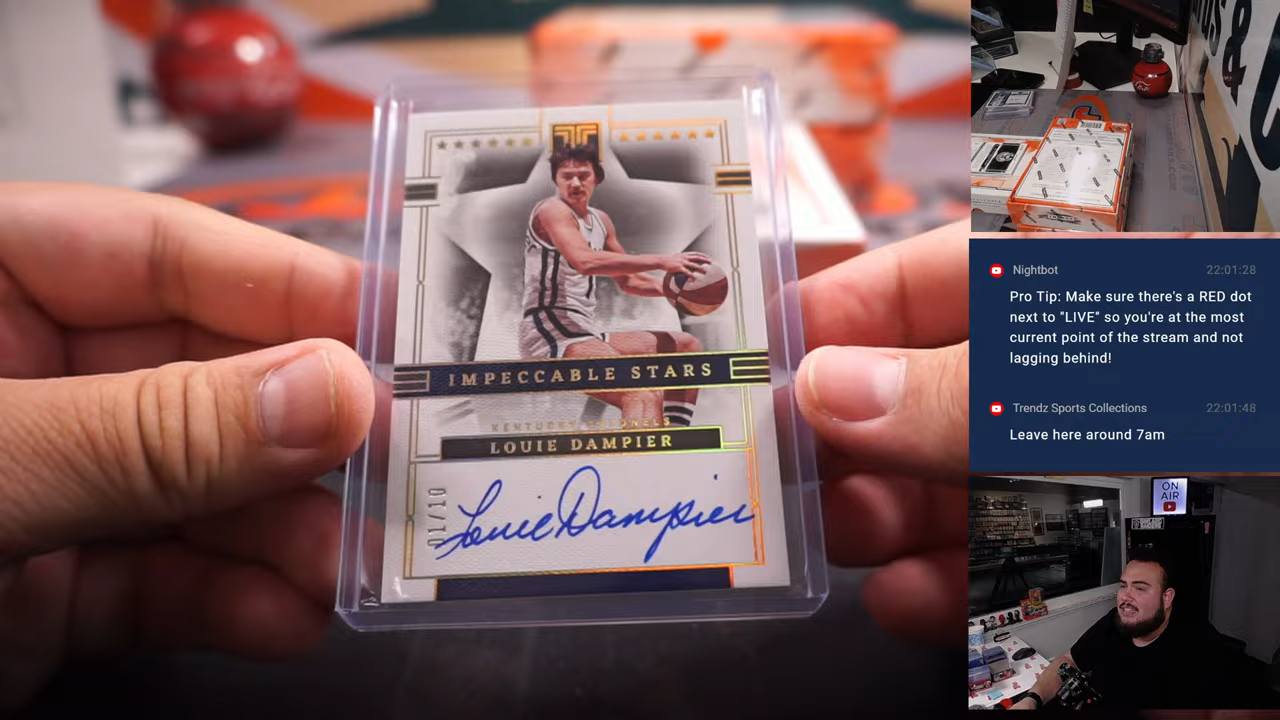 IMPECCABLE STARS
KENTUCKY COLONELS
LOUIE DAMPIER
01/10
Louie Dampier
Nightbot 22:01:28
Pro Tip: Make sure there's a RED dot
next to "LIVE" so you're at the most
current point of the stream and not
lagging behind!
Trendz Sports Collections 22:01:48
Leave here around 7am
ON
AIR